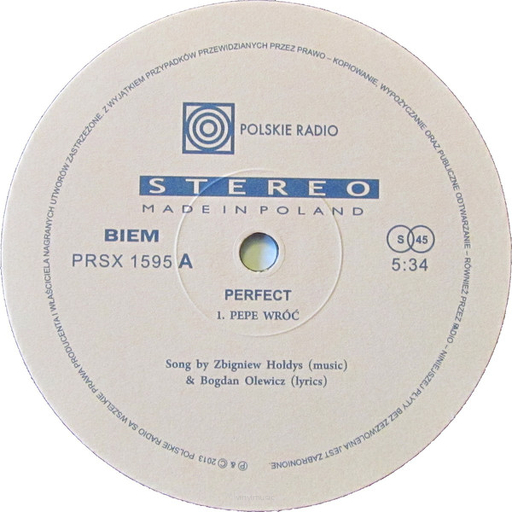 POLSKIE RADIO
STEREO
MADE IN POLAND
BIEM
PRSX 1595 A
S 45
5:34
PERFECT
1. PEPE WRÓĆ
Song by Zbigniew Hołdys (music)
& Bogdan Olewicz (lyrics)
℗ & © 2013 POLSKIE RADIO SA WSZELKIE PRAWA PRODUCENTA I WŁAŚCICIELA NAGRANYCH UTWORÓW ZASTRZEŻONE. Z WYJĄTKIEM PRZYPADKÓW PRZEWIDZIANYCH PRZEZ PRAWO – KOPIOWANIE, WYPOŻYCZANIE ORAZ PUBLICZNE ODTWARZANIE – RÓWNIEŻ PRZEZ RADIO – NINIEJSZEJ PŁYTY BEZ ZEZWOLENIA JEST ZABRONIONE.